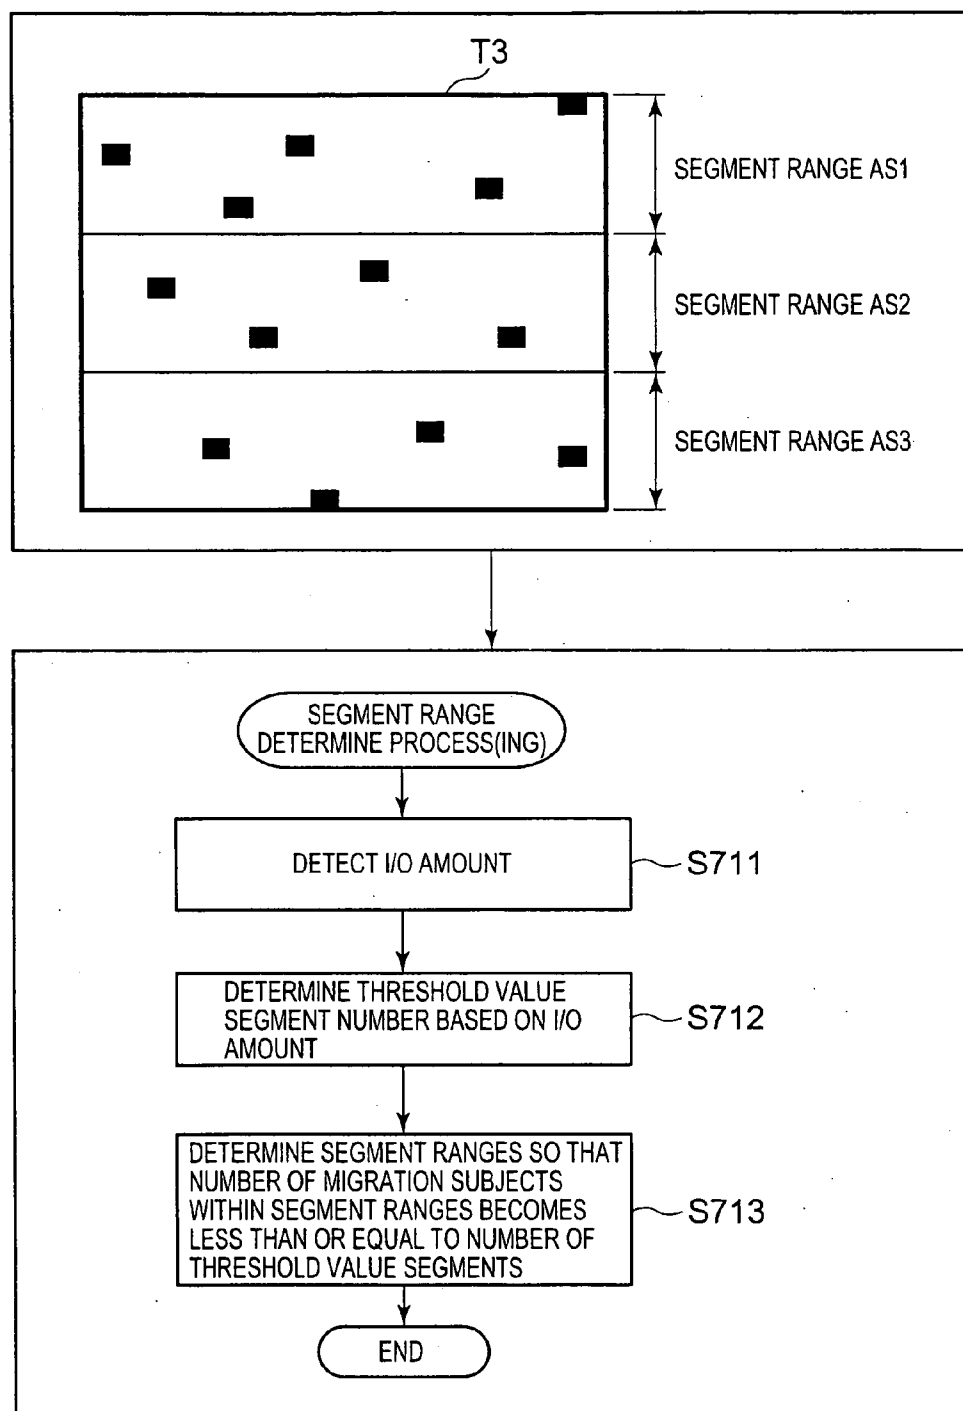 T3
SEGMENT RANGE AS1
SEGMENT RANGE AS2
SEGMENT RANGE AS3
SEGMENT RANGE
DETERMINE PROCESS(ING)
DETECT I/O AMOUNT
S711
DETERMINE THRESHOLD VALUE
SEGMENT NUMBER BASED ON I/O
AMOUNT
S712
DETERMINE SEGMENT RANGES SO THAT
NUMBER OF MIGRATION SUBJECTS
WITHIN SEGMENT RANGES BECOMES
LESS THAN OR EQUAL TO NUMBER OF
THRESHOLD VALUE SEGMENTS
S713
END